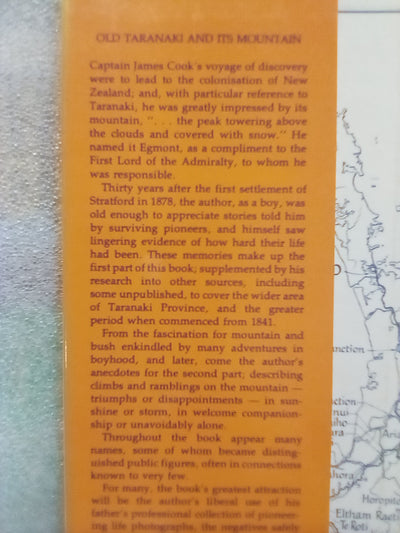 OLD TARANAKI AND ITS MOUNTAIN
Captain James Cook's voyage of discovery
were to lead to the colonisation of New
Zealand; and, with particular reference to
Taranaki, he was greatly impressed by its
mountain, ". . . the peak towering above
the clouds and covered with snow." He
named it Egmont, as a compliment to the
First Lord of the Admiralty, to whom he
was responsible.
Thirty years after the first settlement of
Stratford in 1878, the author, as a boy, was
old enough to appreciate stories told him
by surviving pioneers, and himself saw
lingering evidence of how hard their life
had been. These memories make up the
first part of this book; supplemented by his
research into other sources, including
some unpublished, to cover the wider area
of Taranaki Province, and the greater
period when commenced from 1841.
From the fascination for mountain and
bush enkindled by many adventures in
boyhood, and later, come the author's
anecdotes for the second part; describing
climbs and ramblings on the mountain —
triumphs or disappointments — in sun-
shine or storm, in welcome companion-
ship or unavoidably alone.
Throughout the book appear many
names, some of whom became disting-
uished public figures, often in connections
known to very few.
For many, the book's greatest attraction
will be the author's liberal use of his
father's professional collection of pioneer-
ing life photographs, the negatives safely
Horopito
Eltham Raeti
Te Roti